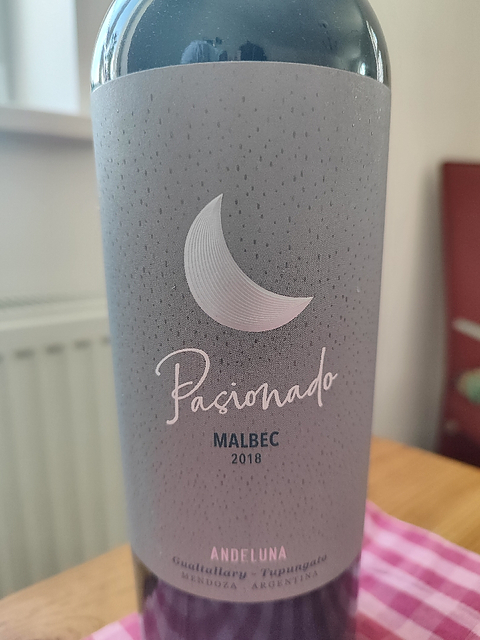 Pasionado
MALBEC
2018
ANDELUNA
Gualtallary - Tupungato
MENDOZA - ARGENTINA